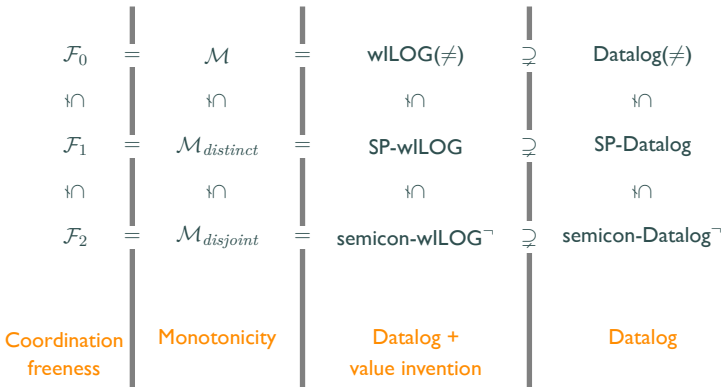 ℱ₀ = ℳ = wILOG(≠) ⊋ Datalog(≠)
⊊ ⊊ ⊊ ⊊
ℱ₁ = ℳ_distinct = SP-wILOG ⊋ SP-Datalog
⊊ ⊊ ⊊ ⊊
ℱ₂ = ℳ_disjoint = semicon-wILOG¬ ⊋ semicon-Datalog¬
Coordination freeness
Monotonicity
Datalog +
value invention
Datalog